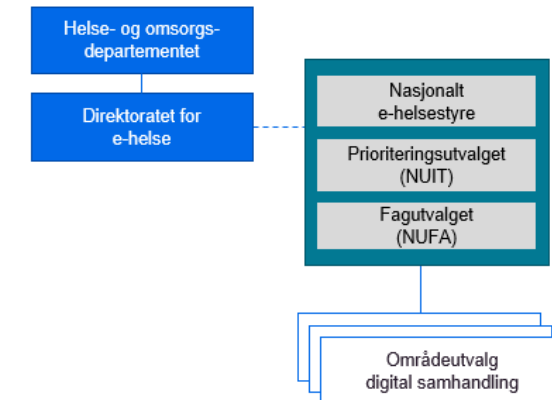 Helse- og omsorgs-
departementet
Direktoratet for
e-helse
Nasjonalt
e-helsestyre
Prioriteringsutvalget
(NUIT)
Fagutvalget
(NUFA)
Områdeutvalg
digital samhandling